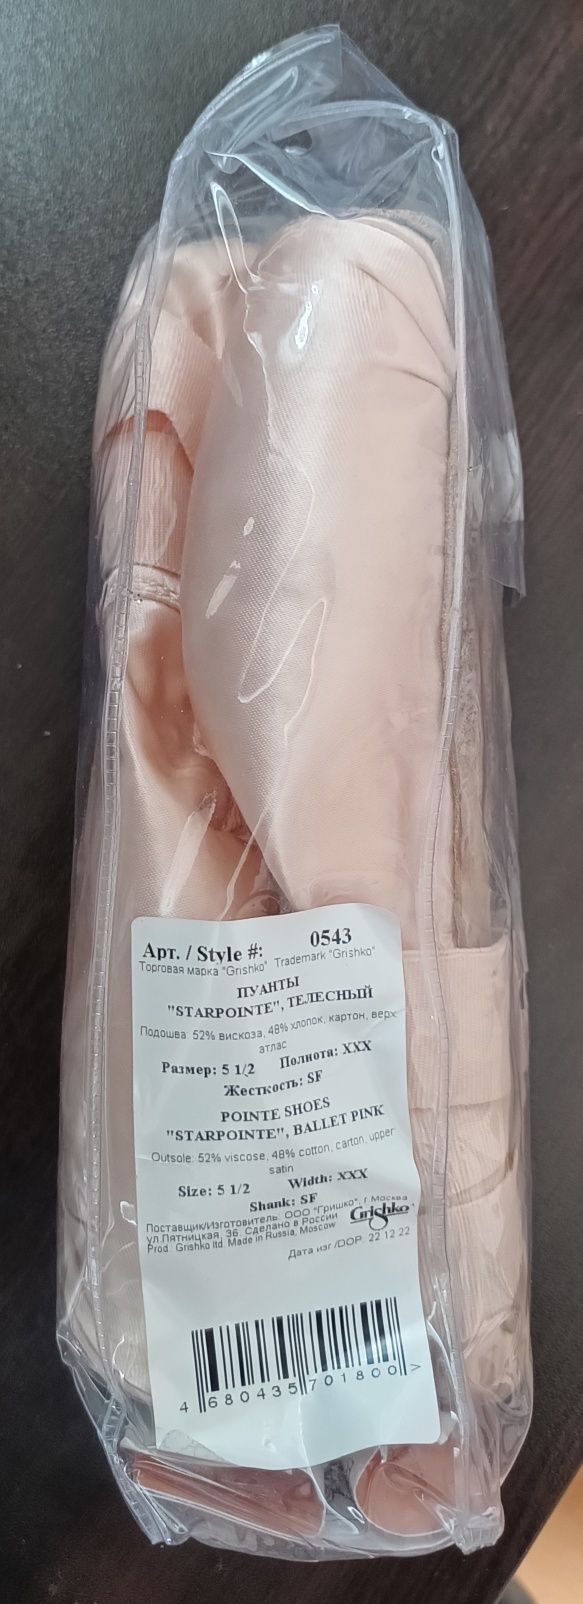 Арт. / Style #: 0543
Торговая марка "Grishko" Trademark "Grishko"
ПУАНТЫ
"STARPOINTE", ТЕЛЕСНЫЙ
Подошва: 52% вискоза, 48% хлопок, картон, верх:
атлас
Размер: 5 1/2 Полнота: XXX
Жесткость: SF
POINTE SHOES
"STARPOINTE", BALLET PINK
Outsole: 52% viscose, 48% cotton, carton, upper:
satin
Size: 5 1/2 Width: XXX
Shank: SF
Поставщик/Изготовитель: ООО "Гришко", г.Москва
ул.Пятницкая, 36. Сделано в России
Prod.: Grishko ltd. Made in Russia, Moscow
Grishko
Дата изг./DOP: 22.12.22
4 680435 701800 >